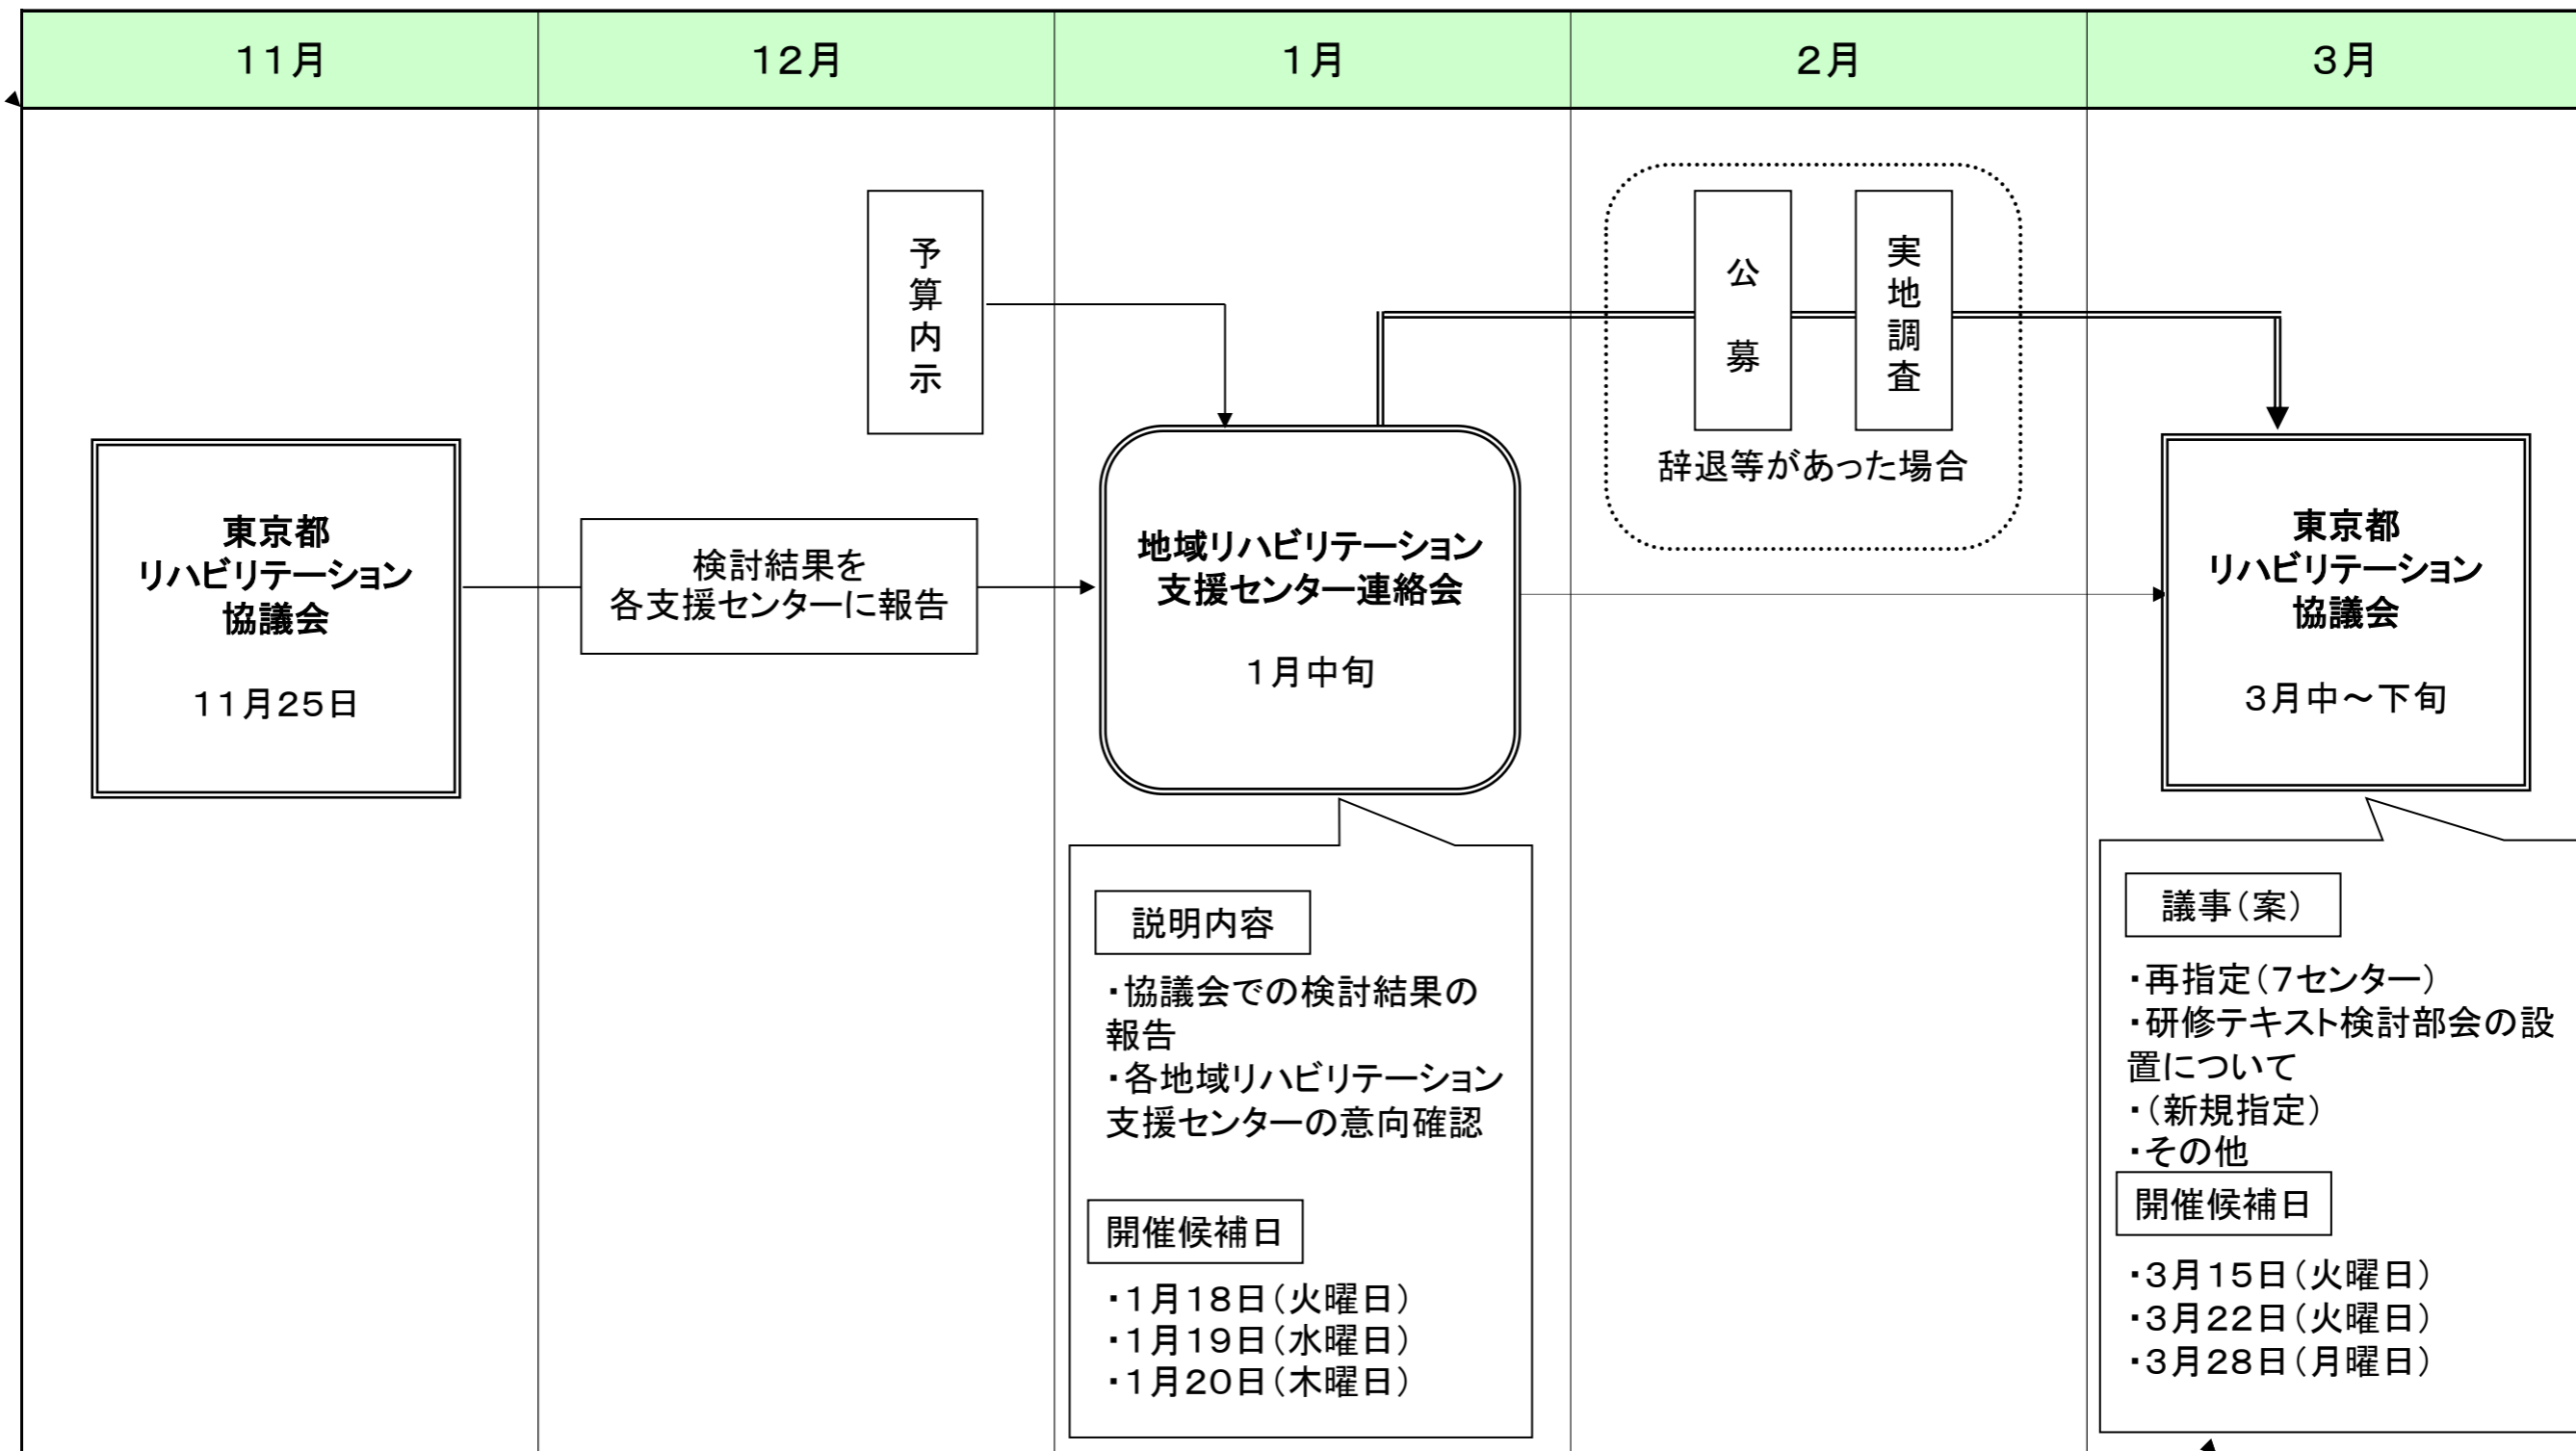 11月
12月
1月
2月
3月
東京都
リハビリテーション
協議会
11月25日
予算内示
検討結果を
各支援センターに報告
地域リハビリテーション
支援センター連絡会
1月中旬
公募
実地調査
辞退等があった場合
東京都
リハビリテーション
協議会
3月中～下旬
説明内容
・協議会での検討結果の
報告
・各地域リハビリテーション
支援センターの意向確認
開催候補日
・1月18日（火曜日）
・1月19日（水曜日）
・1月20日（木曜日）
議事（案）
・再指定（7センター）
・研修テキスト検討部会の設
置について
・（新規指定）
・その他
開催候補日
・3月15日（火曜日）
・3月22日（火曜日）
・3月28日（月曜日）